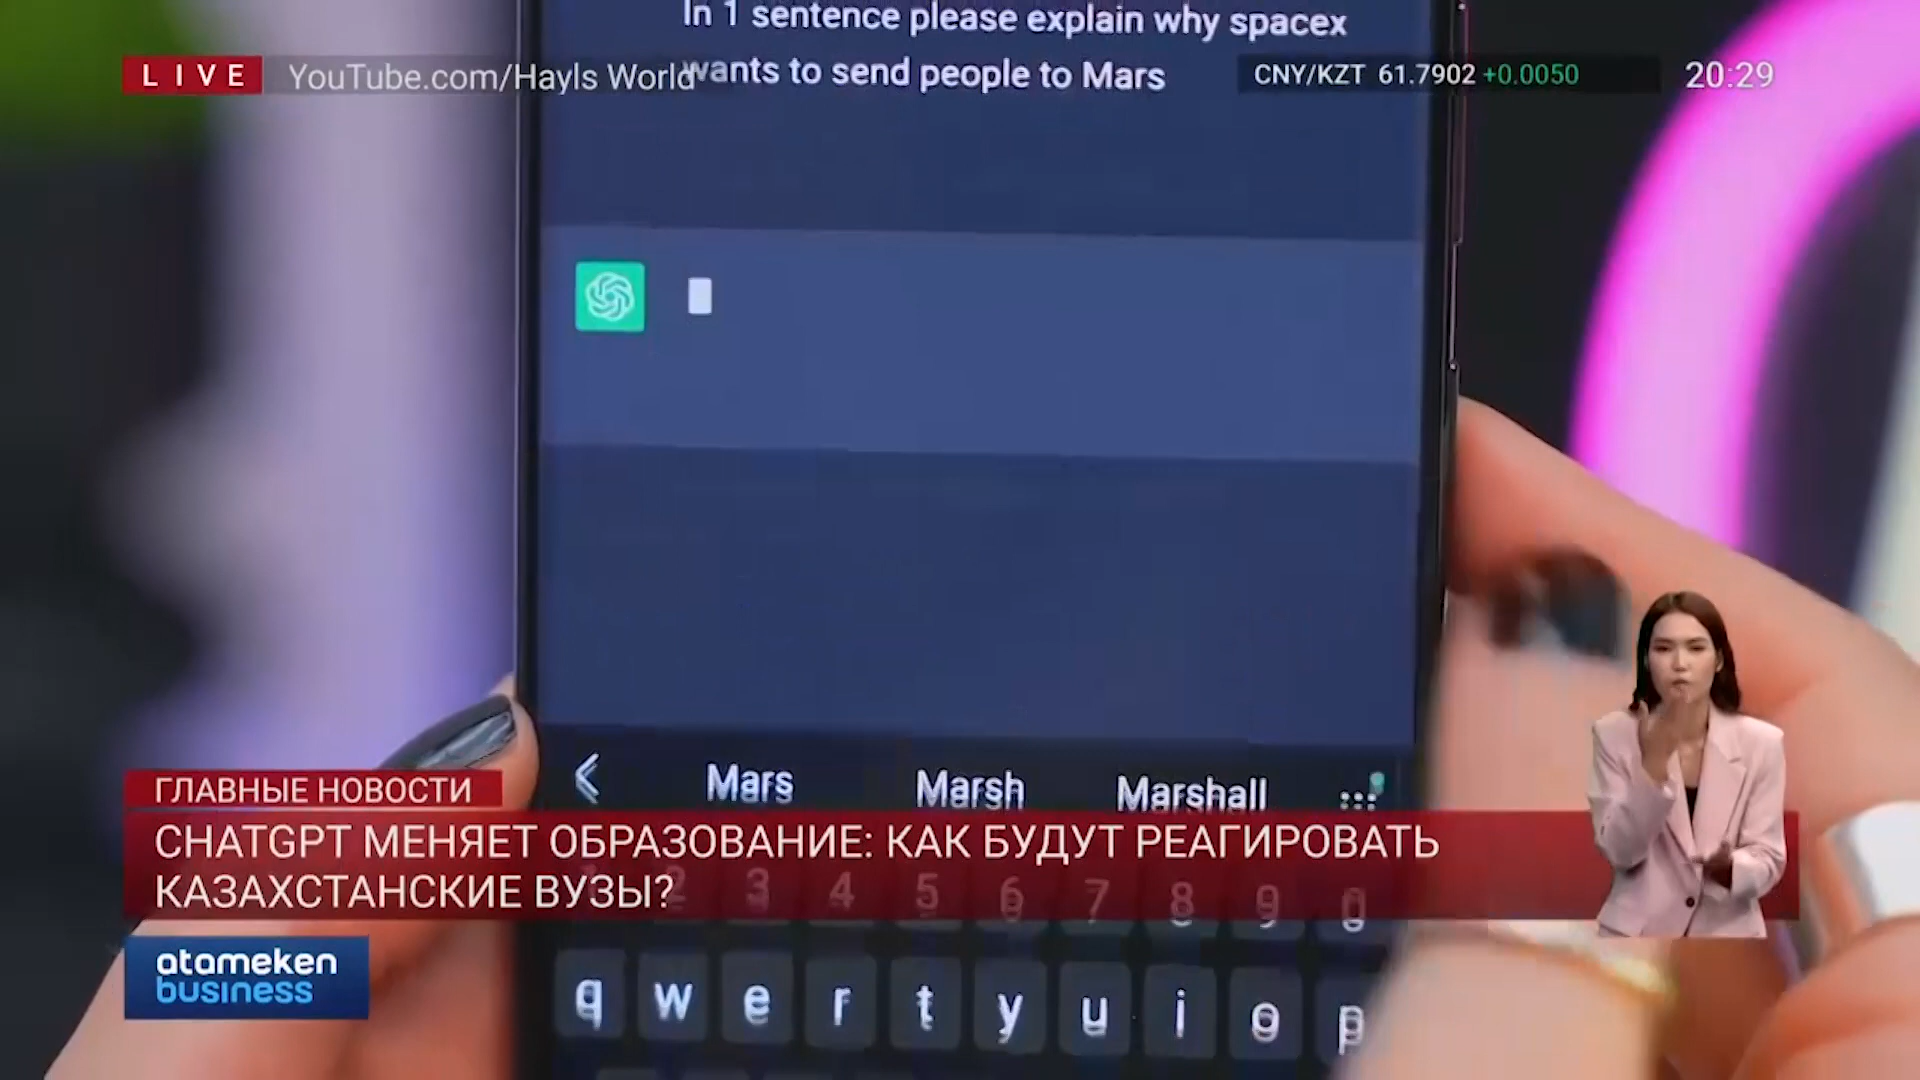 In 1 sentence please explain why spacex
wants to send people to Mars
LIVE
YouTube.com/Hayls World
CNY/KZT 61.7902 +0.0050
20:29
Mars Marsh Marshall
ГЛАВНЫЕ НОВОСТИ
CHATGPT МЕНЯЕТ ОБРАЗОВАНИЕ: КАК БУДУТ РЕАГИРОВАТЬ
КАЗАХСТАНСКИЕ ВУЗЫ?
2 3 4 5 6 7 8 9 0
atameken
business
q w e r t y u i o p